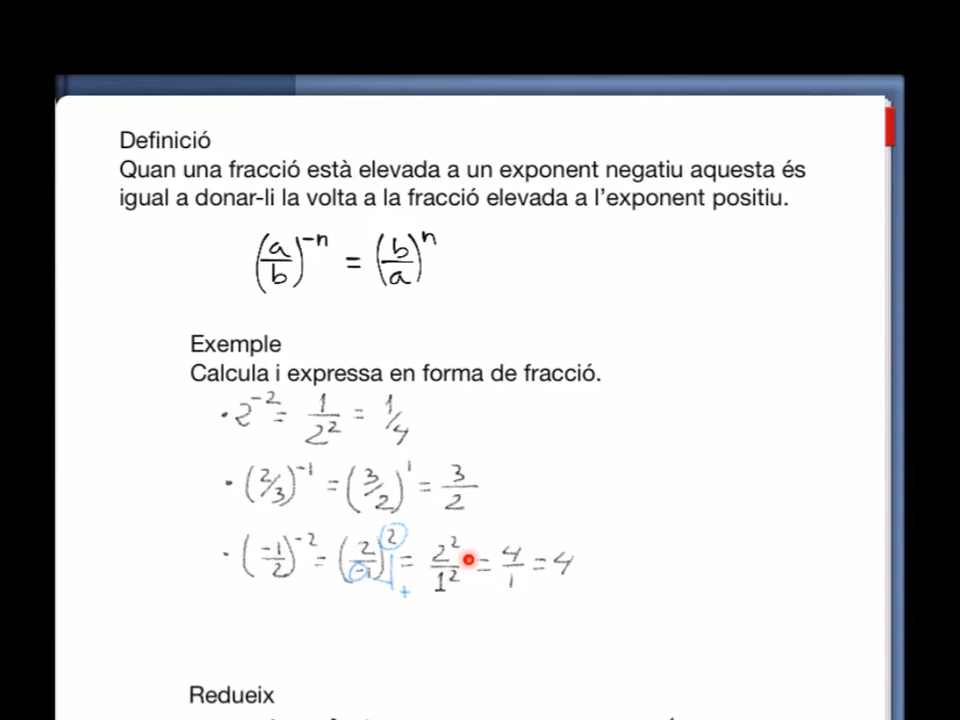 Definició
Quan una fracció està elevada a un exponent negatiu aquesta és
igual a donar-li la volta a la fracció elevada a l'exponent positiu.
(a/b)^-n = (b/a)^n
Exemple
Calcula i expressa en forma de fracció.
• 2^-2 = 1/2^2 = 1/4
• (2/3)^-1 = (3/2)^1 = 3/2
• (-1/2)^-2 = (2/-1)^2 = 2^2/1^2 = 4/1 = 4
+
Redueix